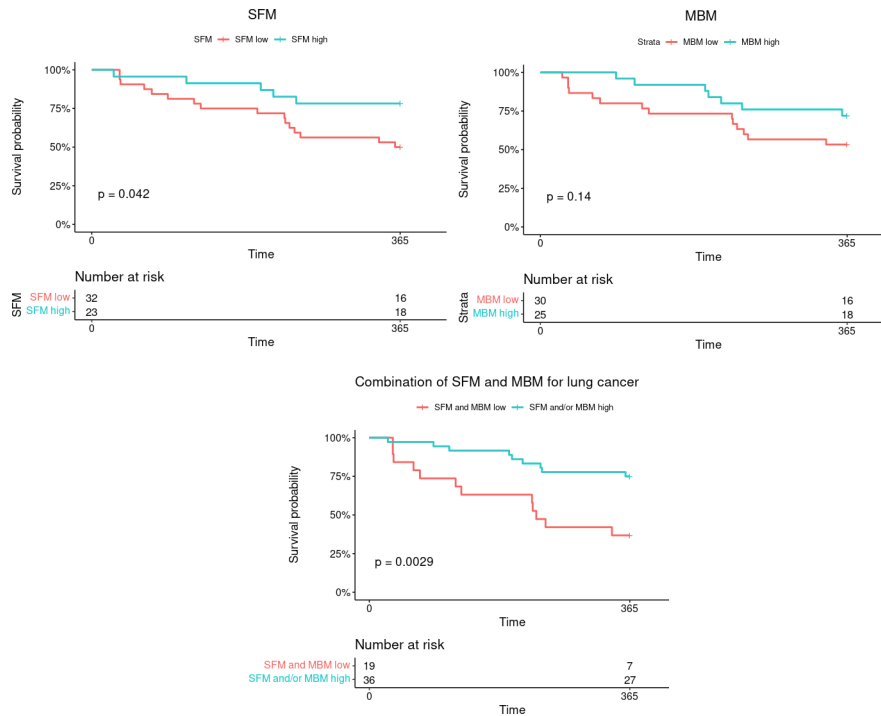 SFM
SFM SFM low SFM high
100%
75%
50%
25%
0%
Survival probability
p = 0.042
0 365
Time
Number at risk
SFM
SFM low 32 16
SFM high 23 18
0 365
Time
MBM
Strata MBM low MBM high
100%
75%
50%
25%
0%
Survival probability
p = 0.14
0 365
Time
Number at risk
Strata
MBM low 30 16
MBM high 25 18
0 365
Time
Combination of SFM and MBM for lung cancer
SFM and MBM low SFM and/or MBM high
100%
75%
50%
25%
0%
Survival probability
p = 0.0029
0 365
Time
Number at risk
SFM and MBM low 19 7
SFM and/or MBM high 36 27
0 365
Time